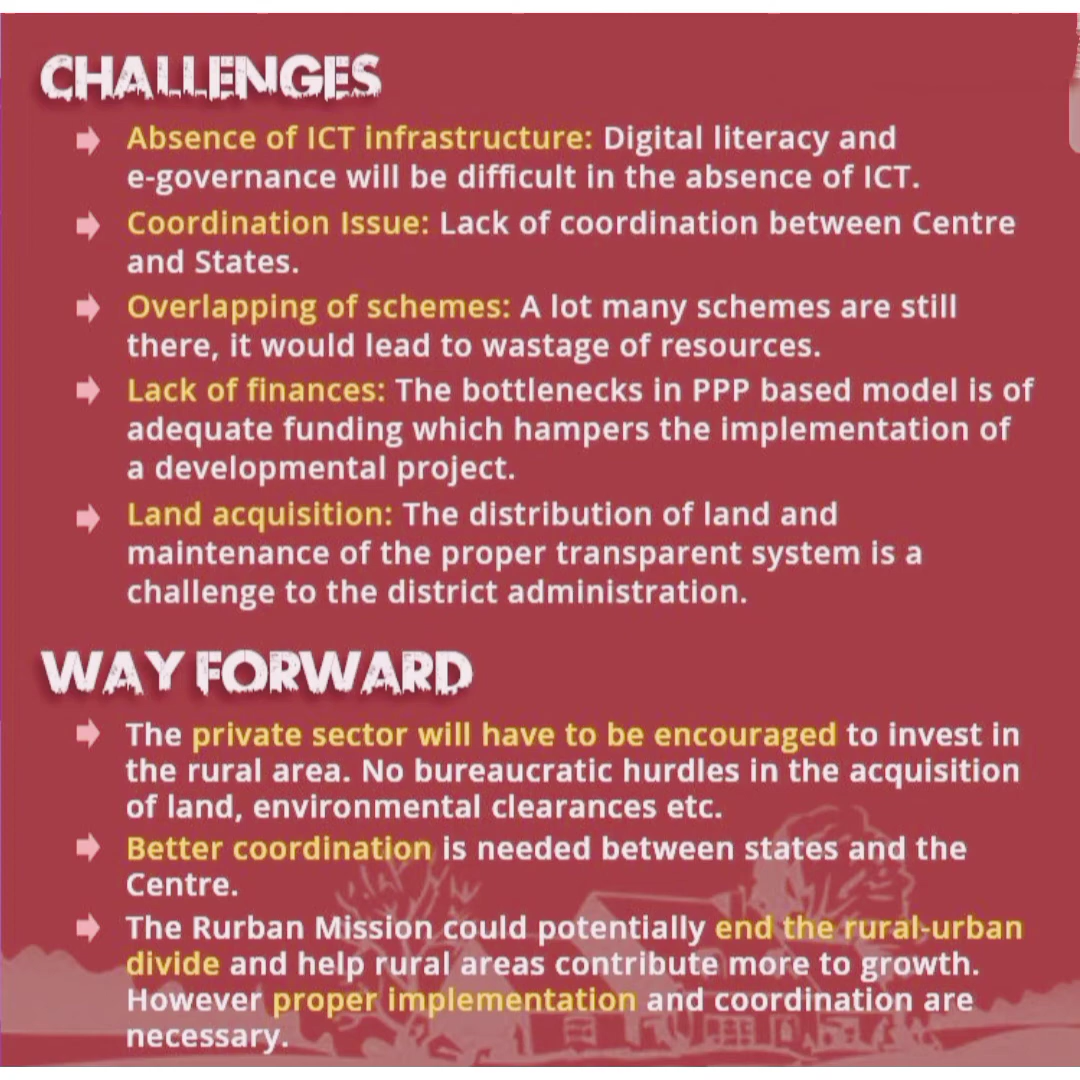 CHALLENGES
Absence of ICT infrastructure: Digital literacy and
e-governance will be difficult in the absence of ICT.
Coordination Issue: Lack of coordination between Centre
and States.
Overlapping of schemes: A lot many schemes are still
there, it would lead to wastage of resources.
Lack of finances: The bottlenecks in PPP based model is of
adequate funding which hampers the implementation of
a developmental project.
Land acquisition: The distribution of land and
maintenance of the proper transparent system is a
challenge to the district administration.
WAY FORWARD
The private sector will have to be encouraged to invest in
the rural area. No bureaucratic hurdles in the acquisition
of land, environmental clearances etc.
Better coordination is needed between states and the
Centre.
The Rurban Mission could potentially end the rural-urban
divide and help rural areas contribute more to growth.
However proper implementation and coordination are
necessary.